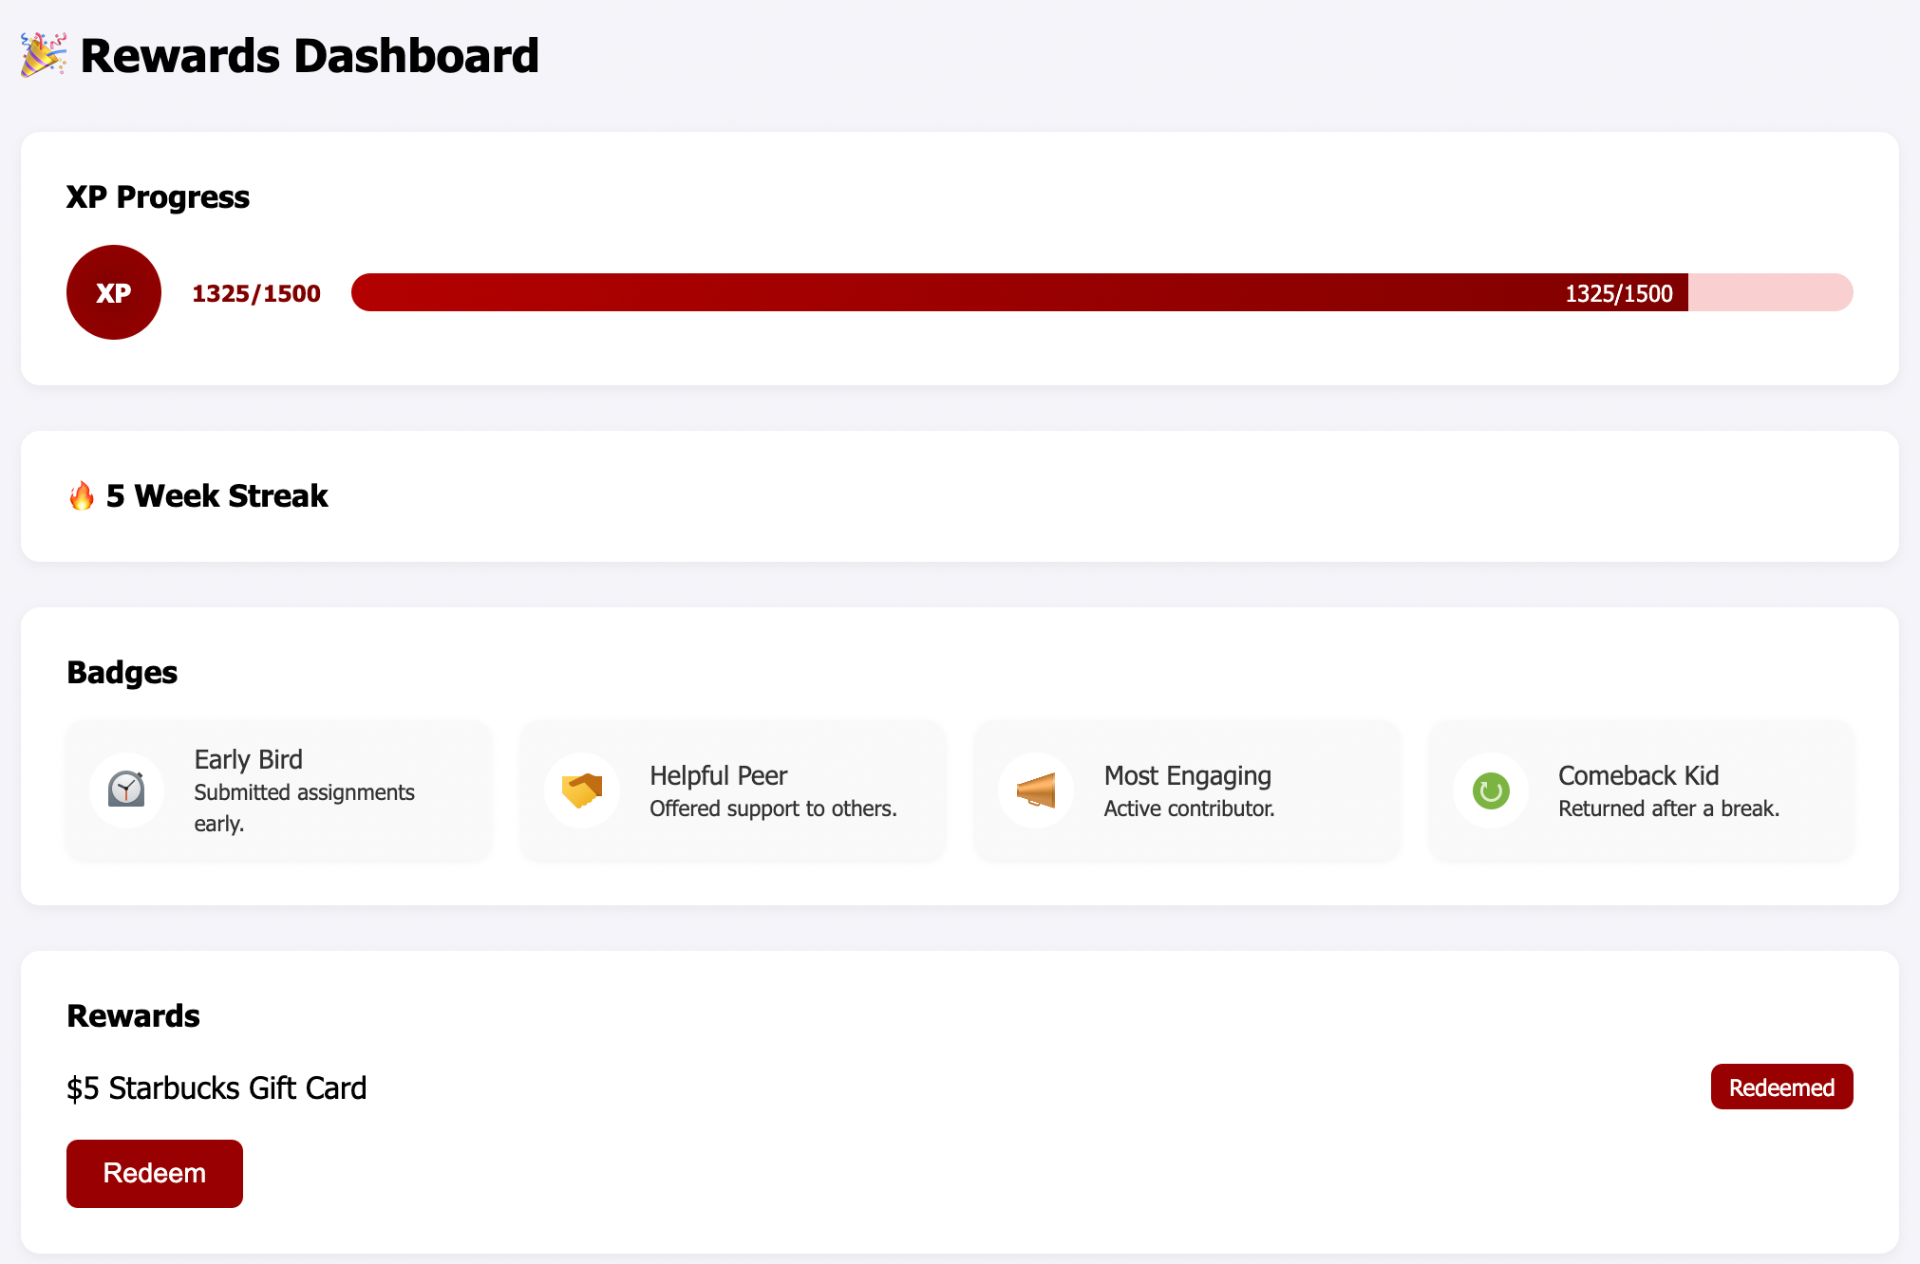 Rewards Dashboard
XP Progress
XP
1325/1500
1325/1500
5 Week Streak
Badges
Early Bird
Submitted assignments
early.
Helpful Peer
Offered support to others.
Most Engaging
Active contributor.
Comeback Kid
Returned after a break.
Rewards
$5 Starbucks Gift Card
Redeemed
Redeem